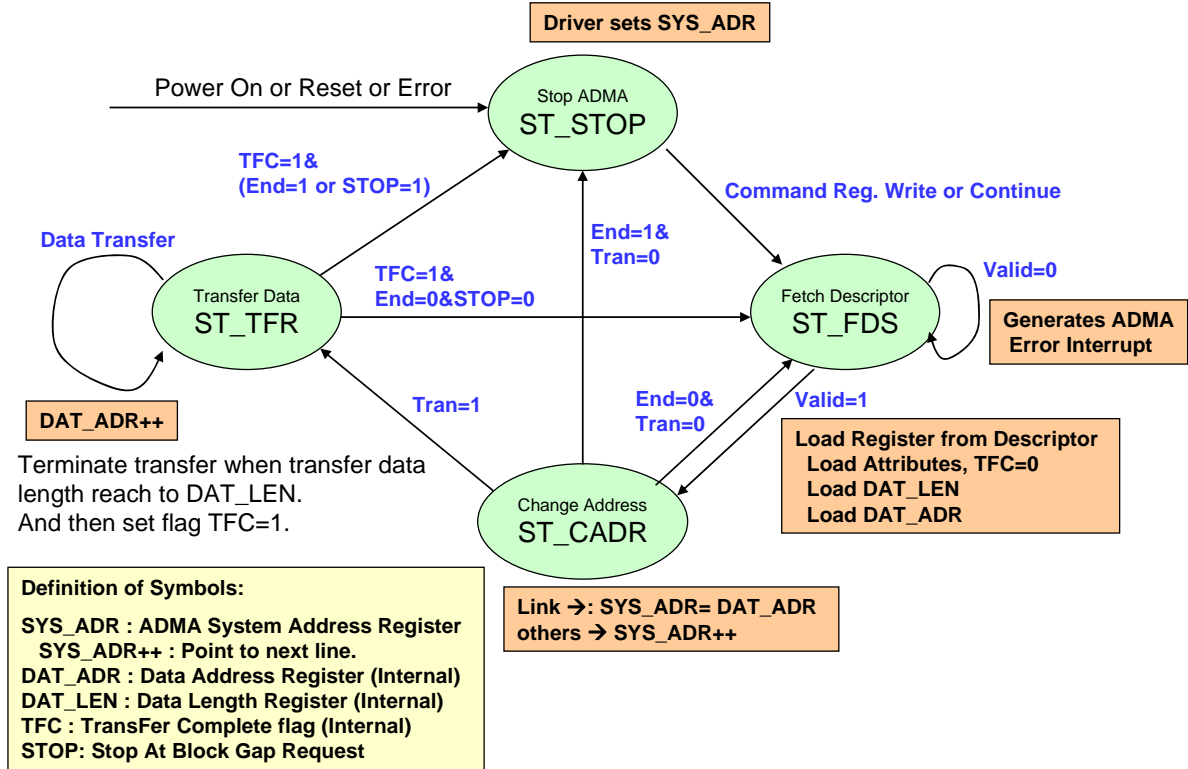 Driver sets SYS_ADR
Power On or Reset or Error
Stop ADMA
ST_STOP
TFC=1&
(End=1 or STOP=1)
Command Reg. Write or Continue
Data Transfer
End=1&
Tran=0
TFC=1&
End=0&STOP=0
Valid=0
Transfer Data
ST_TFR
Fetch Descriptor
ST_FDS
Generates ADMA
Error Interrupt
Tran=1
End=0&
Tran=0
Valid=1
DAT_ADR++
Load Register from Descriptor
Load Attributes, TFC=0
Load DAT_LEN
Load DAT_ADR
Terminate transfer when transfer data
length reach to DAT_LEN.
And then set flag TFC=1.
Change Address
ST_CADR
Link →: SYS_ADR= DAT_ADR
others → SYS_ADR++
Definition of Symbols:
SYS_ADR : ADMA System Address Register
SYS_ADR++ : Point to next line.
DAT_ADR : Data Address Register (Internal)
DAT_LEN : Data Length Register (Internal)
TFC : TransFer Complete flag (Internal)
STOP: Stop At Block Gap Request